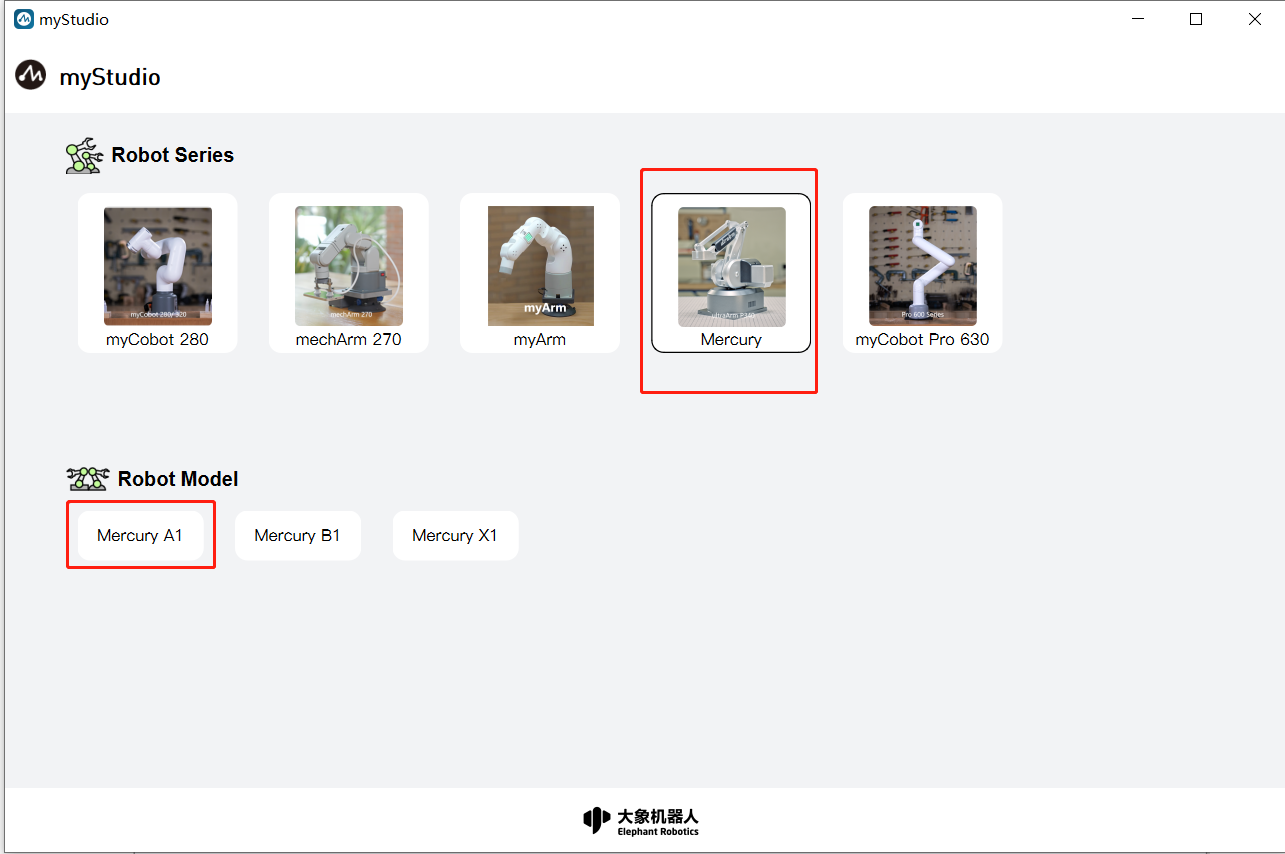 myStudio
myStudio
Robot Series
myCobot 280/ 320
mechArm 270
myArm
ultraArm P340
Pro 600 Series
myCobot 280
mechArm 270
myArm
Mercury
myCobot Pro 630
Robot Model
Mercury A1
Mercury B1
Mercury X1
大象机器人
Elephant Robotics